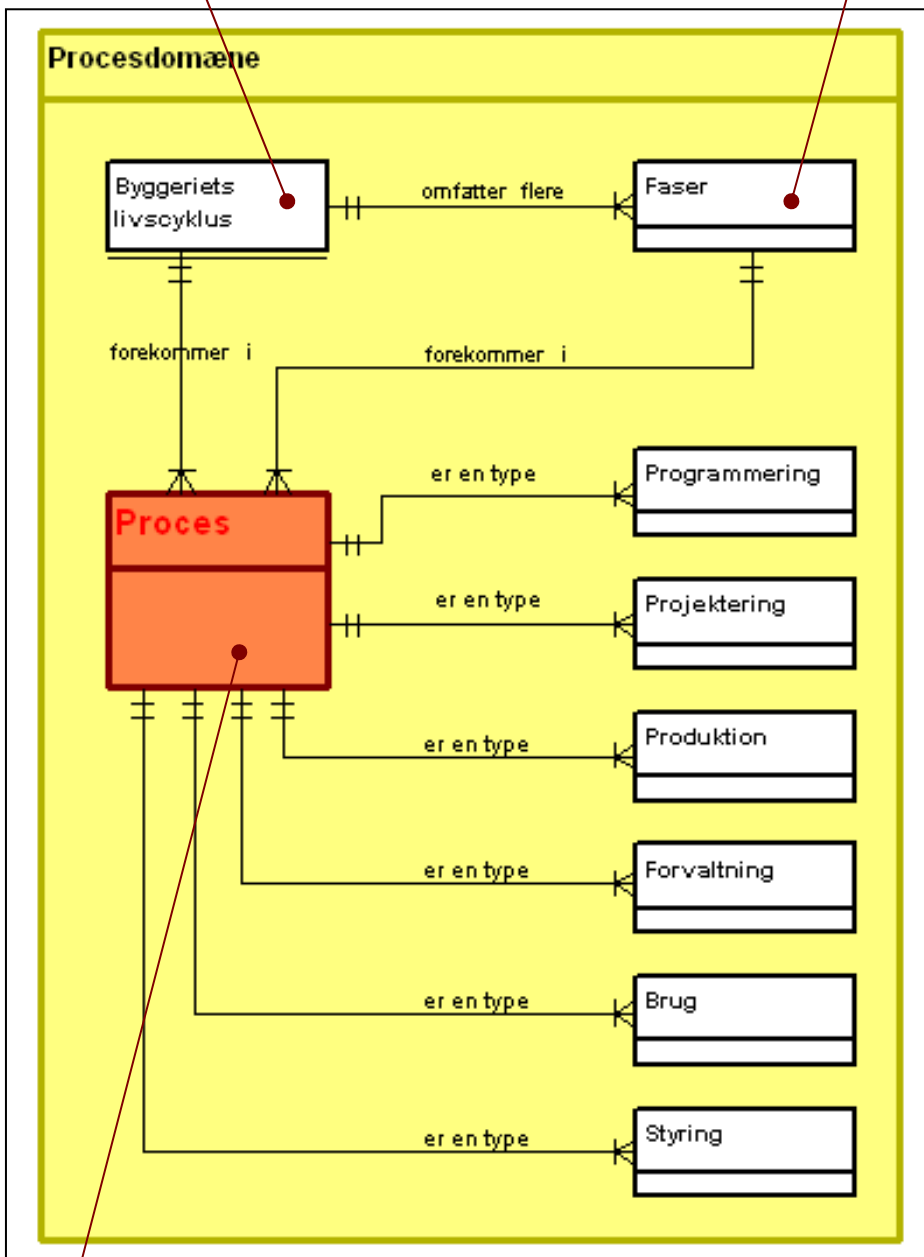 Procesdomæne
Byggeriets
livscyklus
omfatter flere
Faser
forekommer i
forekommer i
Proces
er en type
Programmering
er en type
Projektering
er en type
Produktion
er en type
Forvaltning
er en type
Brug
er en type
Styring